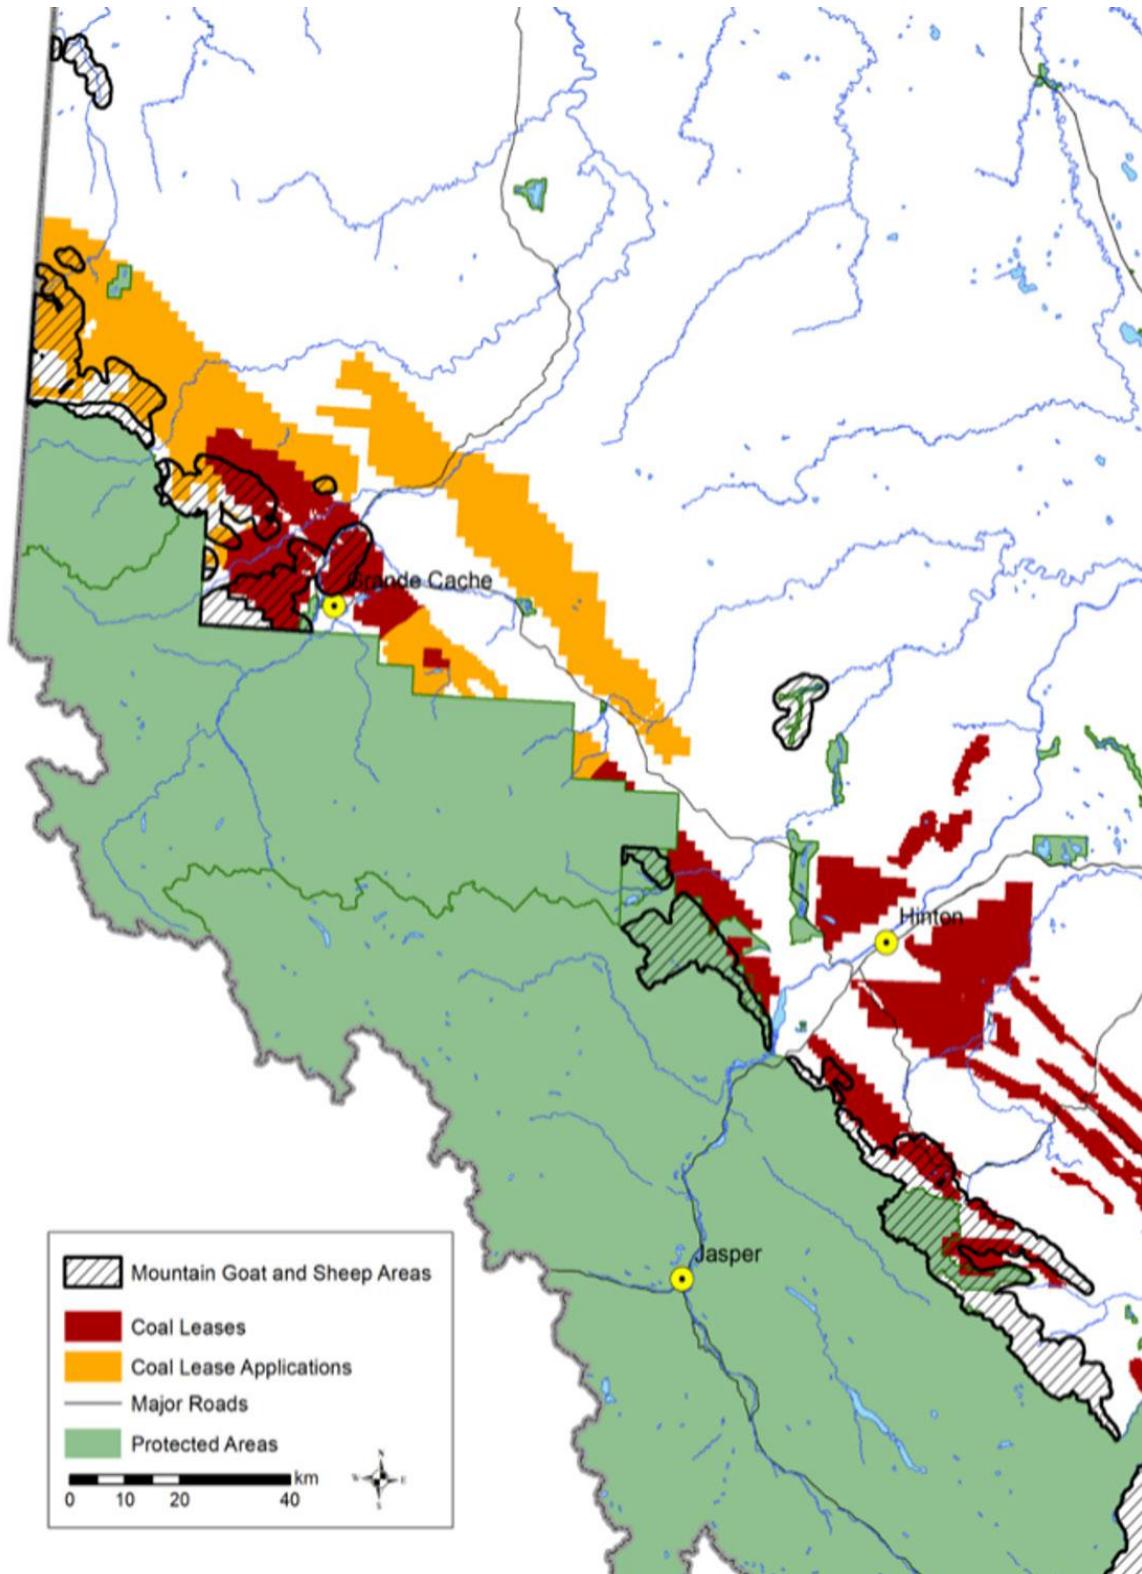 Grande Cache
Hinton
Jasper
Mountain Goat and Sheep Areas
Coal Leases
Coal Lease Applications
Major Roads
Protected Areas
km
0 10 20 40
N
W E
S